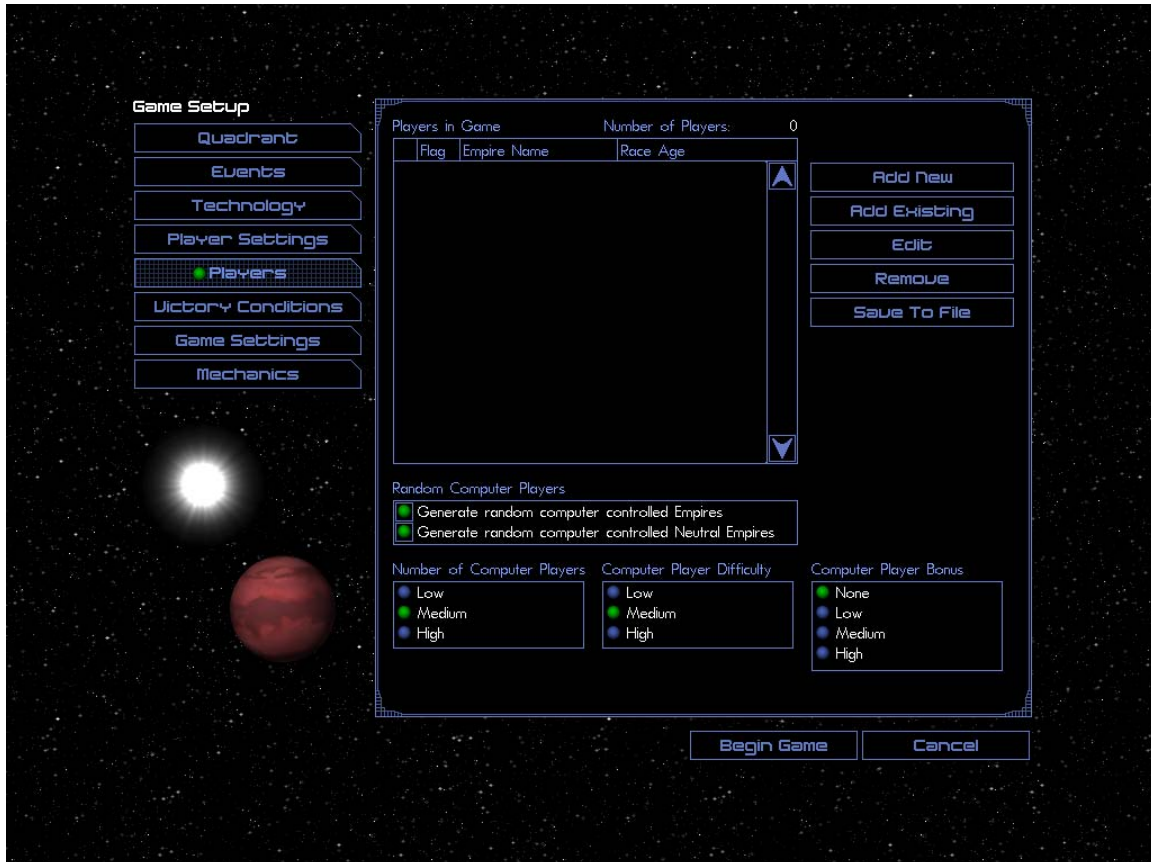 Game Setup
Quadrant
Events
Technology
Player Settings
Players
Victory Conditions
Game Settings
Mechanics
Players in Game Number of Players: 0
Flag Empire Name Race Age
Add New
Add Existing
Edit
Remove
Save To File
Random Computer Players
Generate random computer controlled Empires
Generate random computer controlled Neutral Empires
Number of Computer Players
Low
Medium
High
Computer Player Difficulty
Low
Medium
High
Computer Player Bonus
None
Low
Medium
High
Begin Game
Cancel